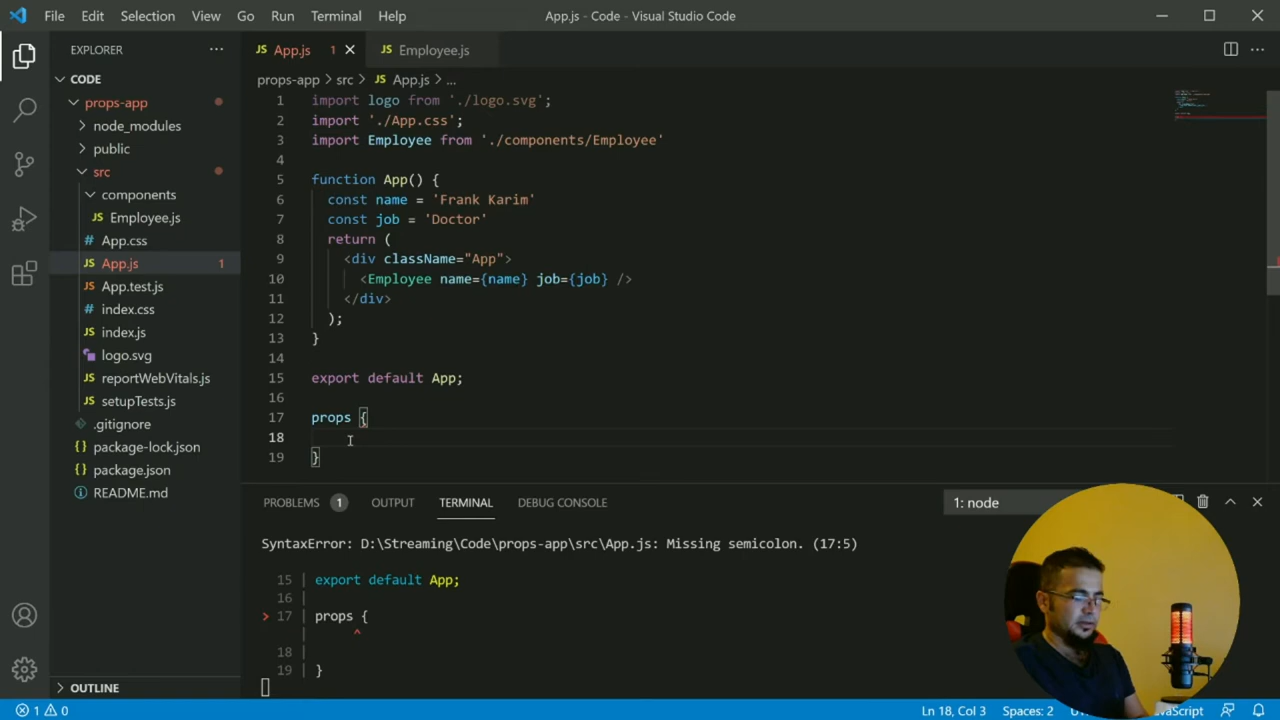 File Edit Selection View Go Run Terminal Help App.js - Code - Visual Studio Code
EXPLORER
CODE
props-app
node_modules
public
src
components
JS Employee.js
# App.css
JS App.js 1
JS App.test.js
# index.css
JS index.js
logo.svg
JS reportWebVitals.js
JS setupTests.js
.gitignore
{} package-lock.json
{} package.json
README.md
OUTLINE
JS App.js 1 JS Employee.js
props-app > src > JS App.js > ...
1 import logo from './logo.svg';
2 import './App.css';
3 import Employee from './components/Employee'
4
5 function App() {
6 const name = 'Frank Karim'
7 const job = 'Doctor'
8 return (
9 <div className="App">
10 <Employee name={name} job={job} />
11 </div>
12 );
13 }
14
15 export default App;
16
17 props {
18
19 }
PROBLEMS 1 OUTPUT TERMINAL DEBUG CONSOLE 1: node
SyntaxError: D:\Streaming\Code\props-app\src\App.js: Missing semicolon. (17:5)
15 | export default App;
16 |
> 17 | props {
| ^
18 |
19 | }
1 0 Ln 18, Col 3 Spaces: 2